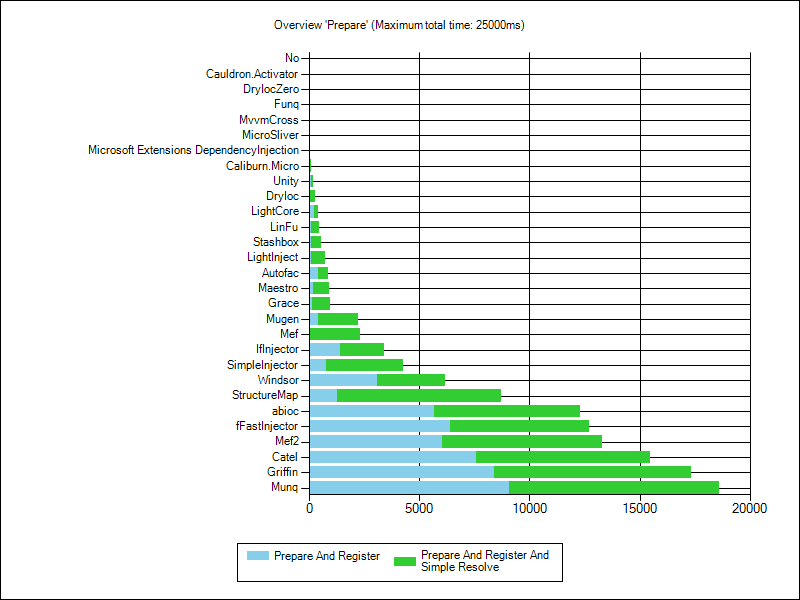 Overview 'Prepare' (Maximum total time: 25000ms)
No
Cauldron.Activator
DryIocZero
Funq
MvvmCross
MicroSliver
Microsoft Extensions DependencyInjection
Caliburn.Micro
Unity
DryIoc
LightCore
LinFu
Stashbox
LightInject
Autofac
Maestro
Grace
Mugen
Mef
IfInjector
SimpleInjector
Windsor
StructureMap
abioc
fFastInjector
Mef2
Catel
Griffin
Munq
0 5000 10000 15000 20000
Prepare And Register
Prepare And Register And
Simple Resolve